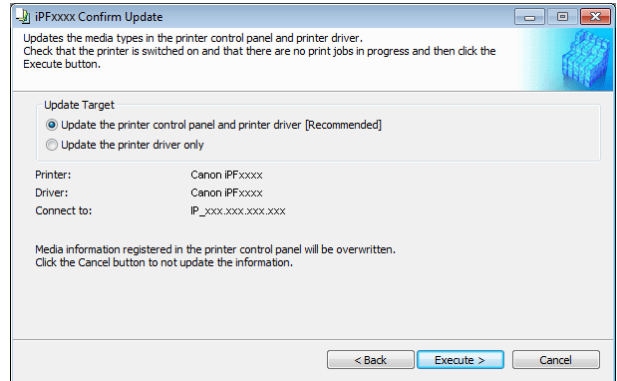 iPFxxxx Confirm Update
Updates the media types in the printer control panel and printer driver.
Check that the printer is switched on and that there are no print jobs in progress and then click the
Execute button.
Update Target
Update the printer control panel and printer driver [Recommended]
Update the printer driver only
Printer: Canon iPFxxxx
Driver: Canon iPFxxxx
Connect to: IP_xxx.xxx.xxx.xxx
Media information registered in the printer control panel will be overwritten.
Click the Cancel button to not update the information.
< Back Execute > Cancel